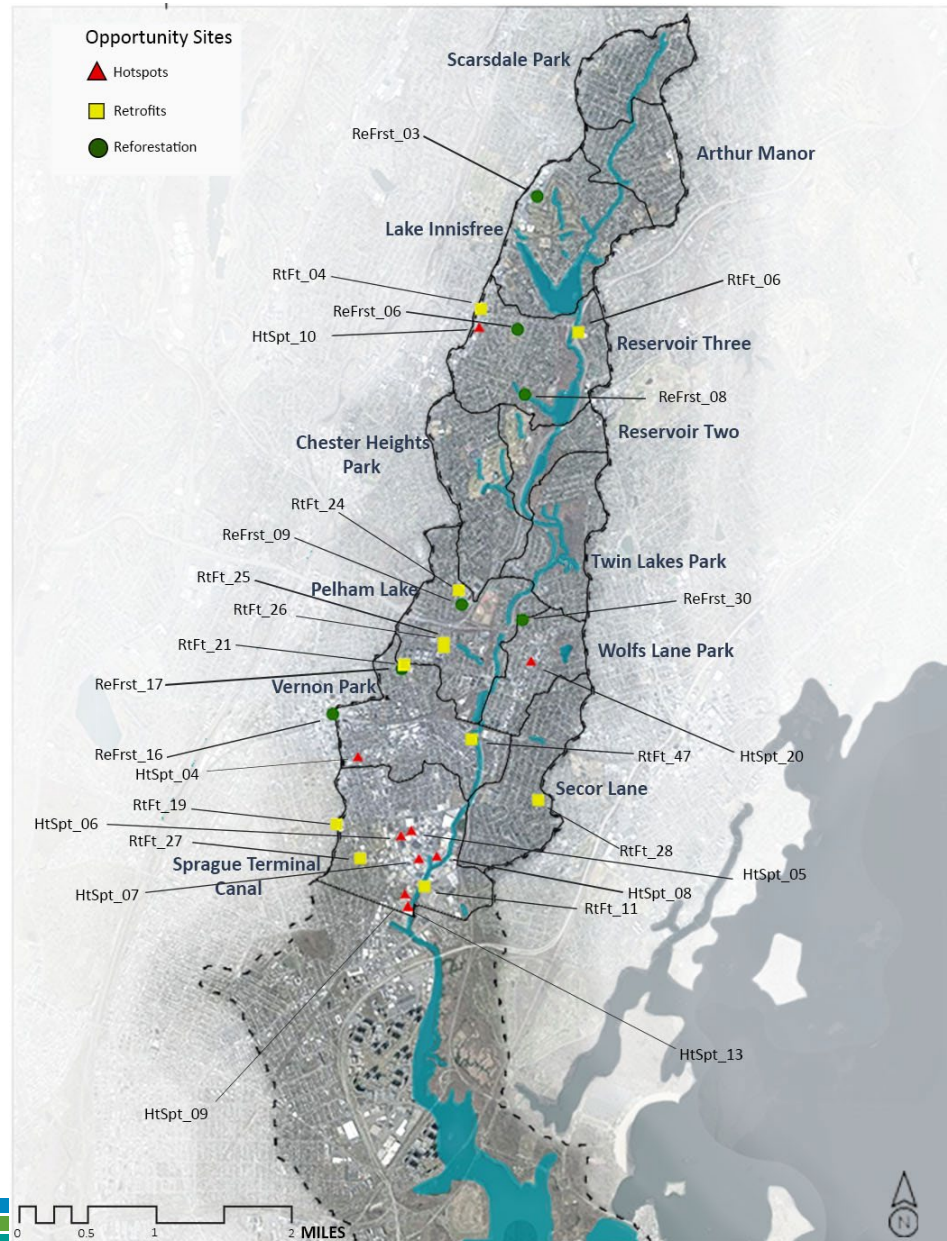 Opportunity Sites
Hotspots
Retrofits
Reforestation
Scarsdale Park
ReFrst_03
Arthur Manor
Lake Innisfree
RtFt_04
RtFt_06
ReFrst_06
HtSpt_10
Reservoir Three
ReFrst_08
Reservoir Two
Chester Heights
Park
RtFt_24
ReFrst_09
Twin Lakes Park
RtFt_25
Pelham Lake
ReFrst_30
RtFt_26
RtFt_21
Wolfs Lane Park
ReFrst_17
Vernon Park
ReFrst_16
RtFt_47
HtSpt_20
HtSpt_04
Secor Lane
RtFt_19
HtSpt_06
RtFt_27
RtFt_28
Sprague Terminal
Canal
HtSpt_05
HtSpt_07
HtSpt_08
RtFt_11
HtSpt_13
HtSpt_09
N
0 0.5 1 2 MILES